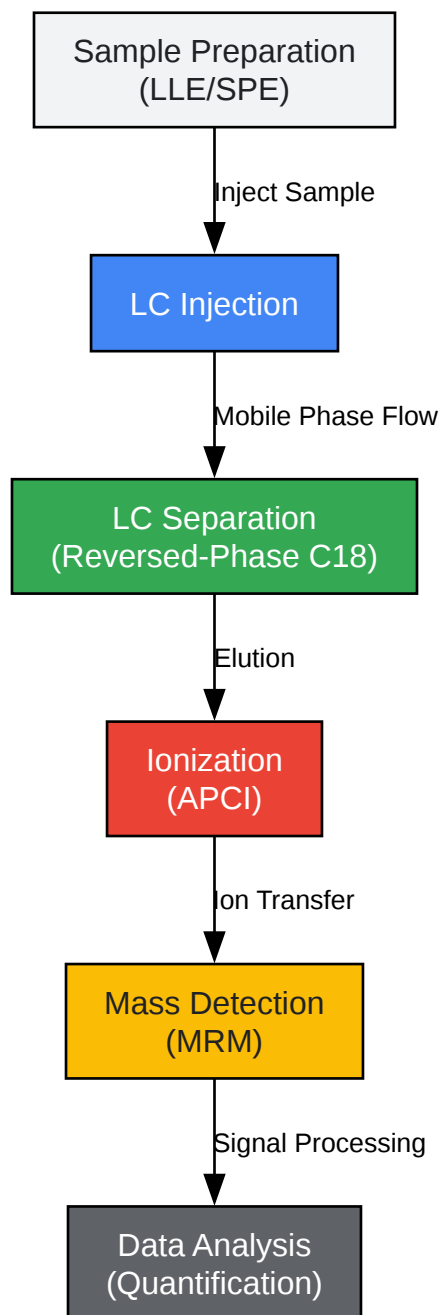 Sample Preparation
(LLE/SPE)
Inject Sample
LC Injection
Mobile Phase Flow
LC Separation
(Reversed-Phase C18)
Elution
Ionization
(APCI)
Ion Transfer
Mass Detection
(MRM)
Signal Processing
Data Analysis
(Quantification)